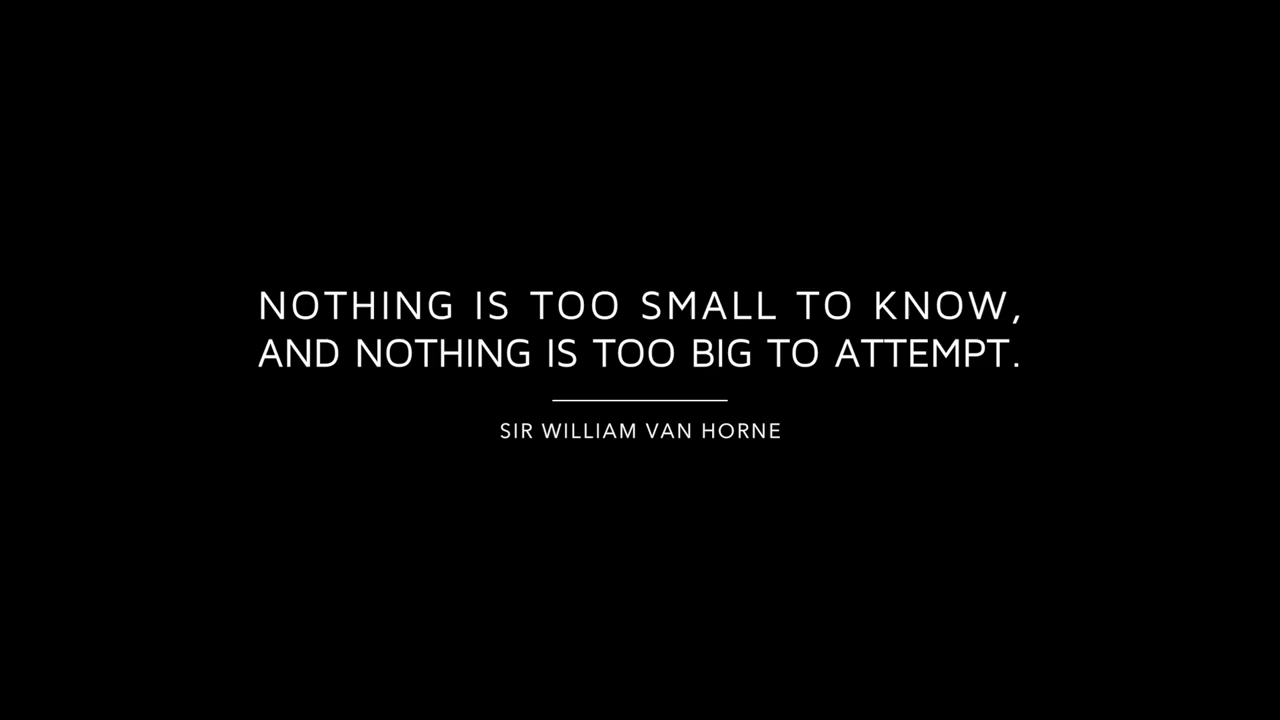 NOTHING IS TOO SMALL TO KNOW,
AND NOTHING IS TOO BIG TO ATTEMPT.
SIR WILLIAM VAN HORNE